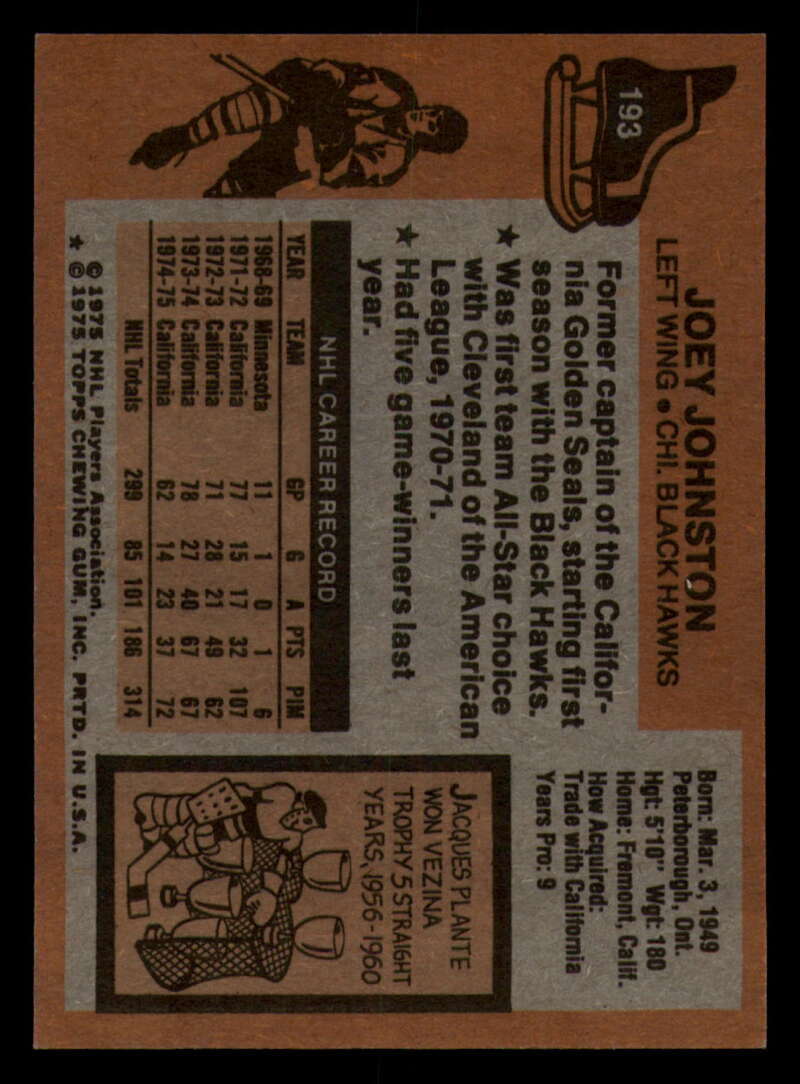 193
JOEY JOHNSTON
LEFT WING • CHI. BLACK HAWKS
Born: Mar. 3, 1949
Peterborough, Ont.
Hgt: 5'10" Wgt: 180
Home: Fremont, Calif.
How Acquired:
Trade with California
Years Pro: 9
Former captain of the Califor-
nia Golden Seals, starting first
season with the Black Hawks.
★ Was first team All-Star choice
with Cleveland of the American
League, 1970-71.
★ Had five game-winners last
year.
NHL CAREER RECORD
YEAR TEAM GP G A PTS PIM
1968-69 Minnesota 11 1 0 1 6
1971-72 California 77 15 17 32 107
1972-73 California 71 28 21 49 62
1973-74 California 78 27 40 67 67
1974-75 California 62 14 23 37 72
NHL Totals 299 85 101 186 314
JACQUES PLANTE
WON VEZINA
TROPHY 5 STRAIGHT
YEARS, 1956-1960
© 1975 NHL Players Association.
★ © 1975 TOPPS CHEWING GUM, INC. PRTD. IN U.S.A.